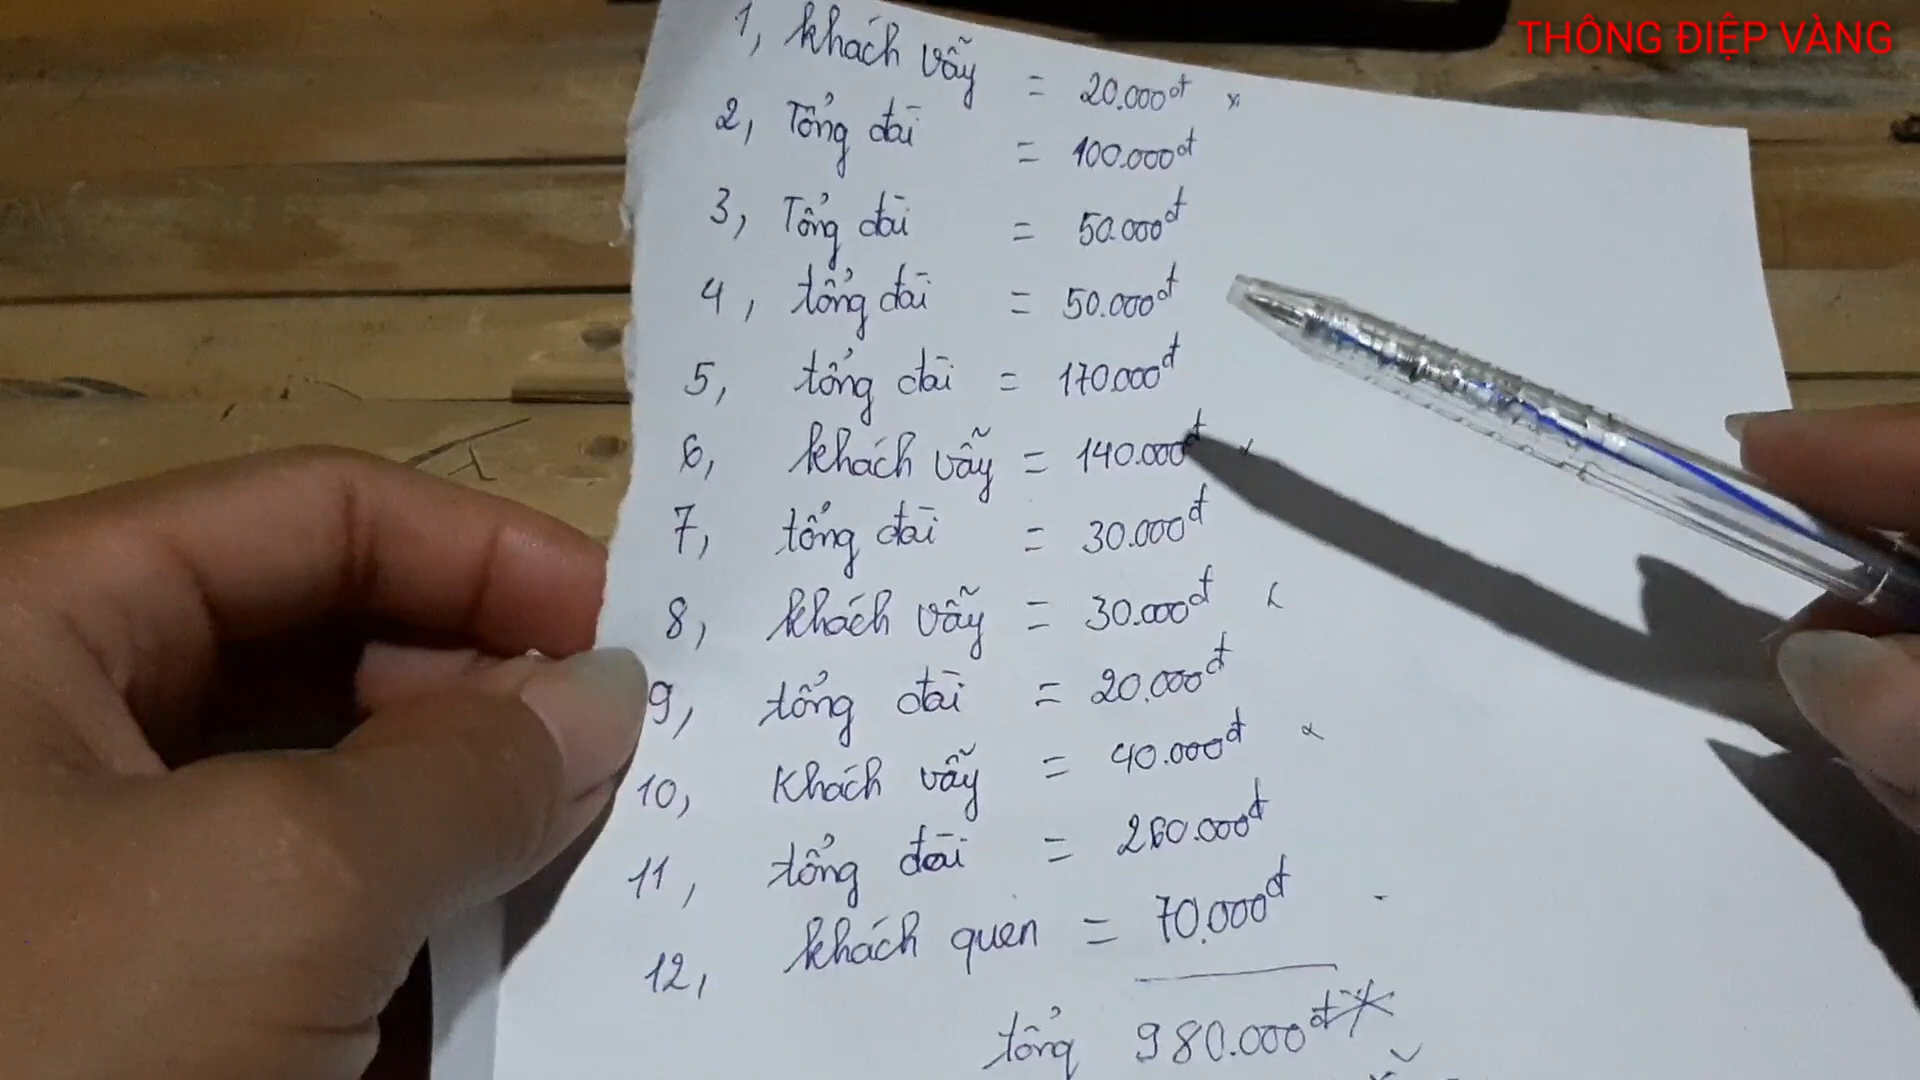 THÔNG ĐIỆP VÀNG
1, khách vẫy = 20.000đ x
2, Tổng đài = 100.000đ
3, Tổng đài = 50.000đ
4, tổng đài = 50.000đ
5, tổng đài = 170.000đ
6, khách vẫy = 140.000đ x
7, tổng đài = 30.000đ
8, khách vẫy = 30.000đ x
9, tổng đài = 20.000đ
10, Khách vẫy = 40.000đ x
11, tổng đài = 260.000đ
12, khách quen = 70.000đ
tổng 980.000đ